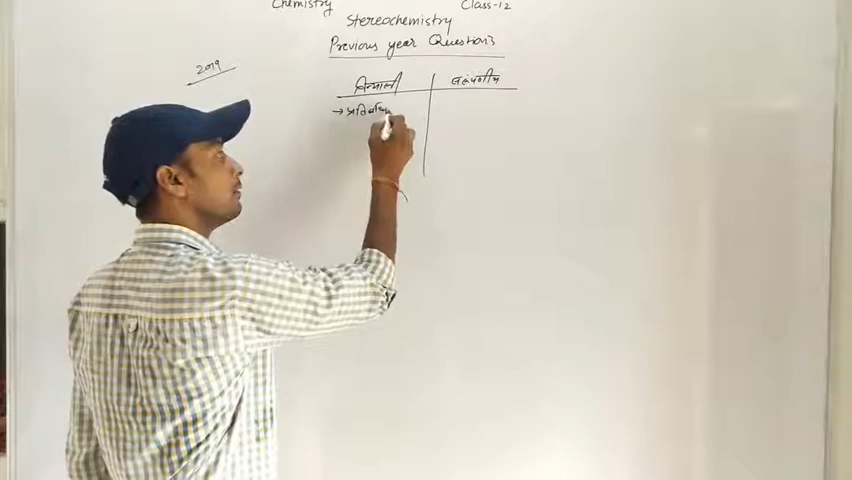 Chemistry Class-12
Stereochemistry
Previous year Questions
2019
विन्यासी
→ प्रतिबिंब